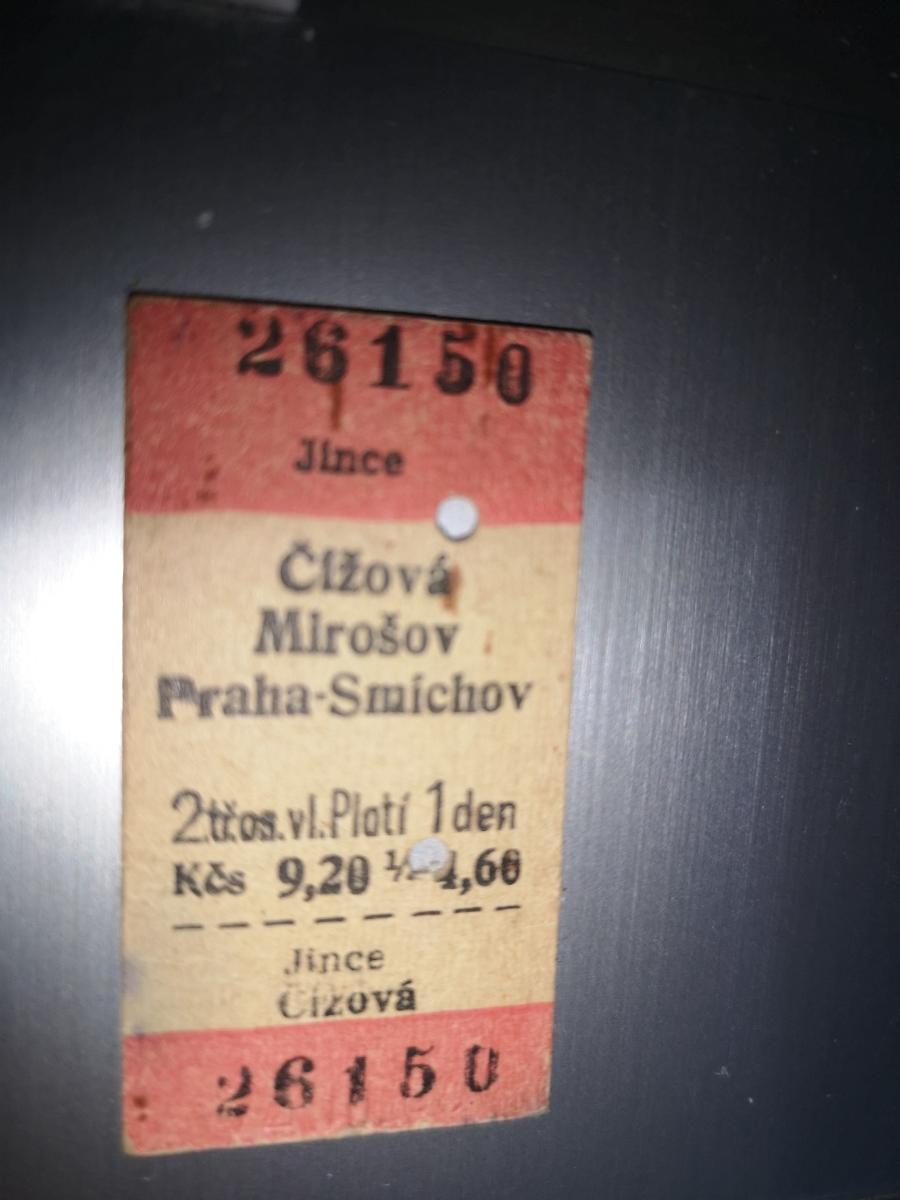 26150
Jince
Čížová
Mirošov
Praha-Smíchov
2tř.os.vl.Platí 1 den
Kčs 9,20 ½ 4,60
Jince
Čížová
26150